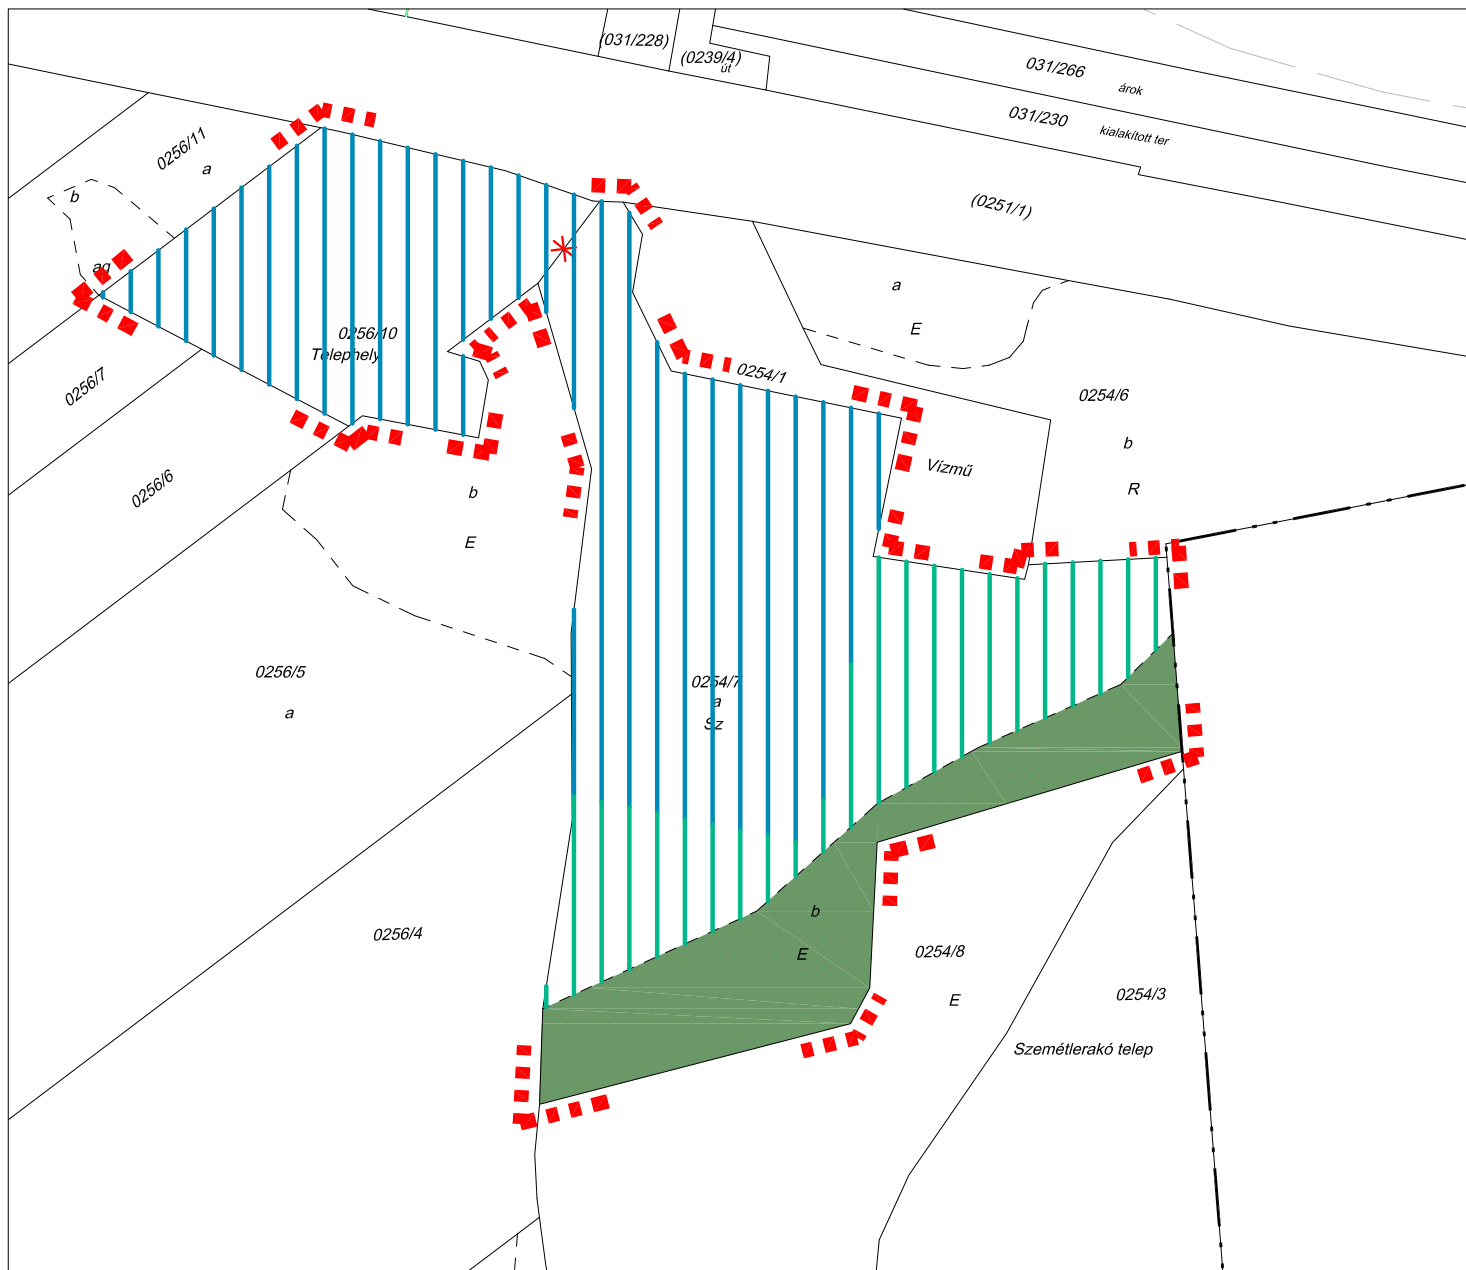 (031/228)
(0239/4)
út
031/266
árok
031/230
kialakított ter
0256/11
a
b
ag
(0251/1)
a
E
0256/10
Telephely
0256/7
0254/1
0254/6
b
R
Vízmű
0256/6
b
E
0256/5
a
0254/7
a
Sz
b
E
0256/4
0254/8
E
0254/3
Szemétlerakó telep